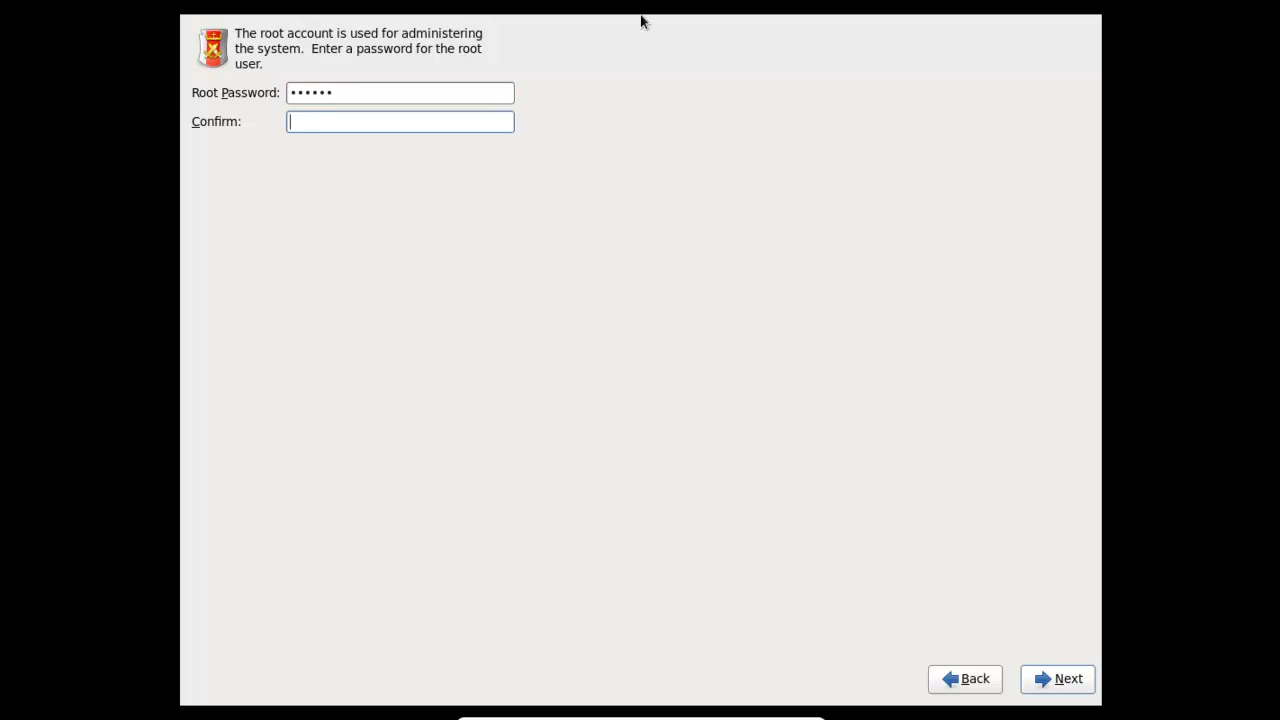 The root account is used for administering
the system.  Enter a password for the root
user.
Root Password: ••••••
Confirm:
Back Next